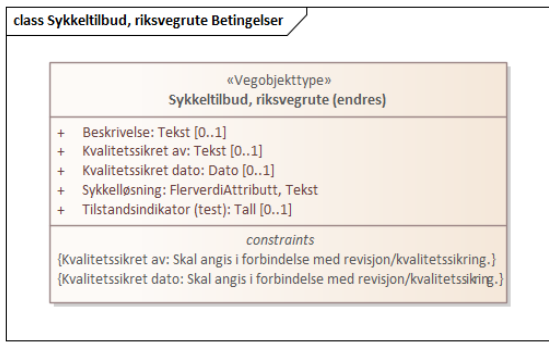 class Sykkeltilbud, riksvegrute Betingelser
«Vegobjekttype»
Sykkeltilbud, riksvegrute (endres)
+ Beskrivelse: Tekst [0..1]
+ Kvalitetssikret av: Tekst [0..1]
+ Kvalitetssikret dato: Dato [0..1]
+ Sykkelløsning: FlerverdiAttributt, Tekst
+ Tilstandsindikator (test): Tall [0..1]
constraints
{Kvalitetssikret av: Skal angis i forbindelse med revisjon/kvalitetssikring.}
{Kvalitetssikret dato: Skal angis i forbindelse med revisjon/kvalitetssikring.}